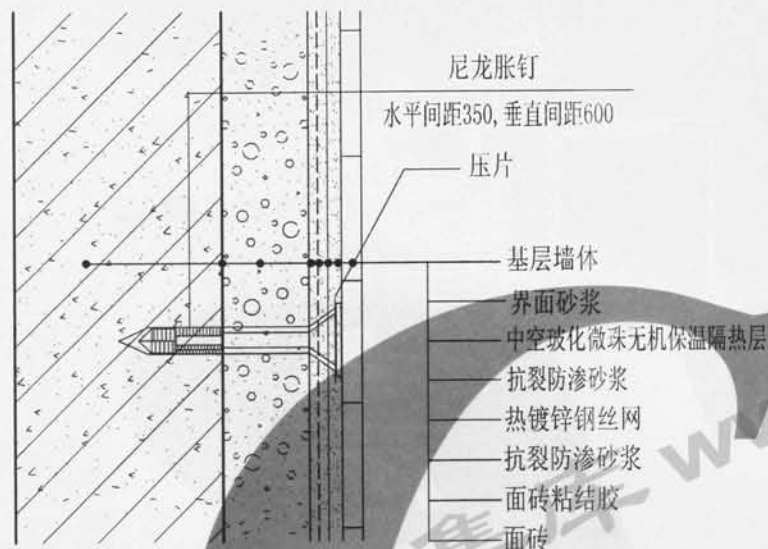 尼龙胀钉
水平间距350,垂直间距600
压片
基层墙体
界面砂浆
中空玻化微珠无机保温隔热层
抗裂防渗砂浆
热镀锌钢丝网
抗裂防渗砂浆
面砖粘结胶
面砖